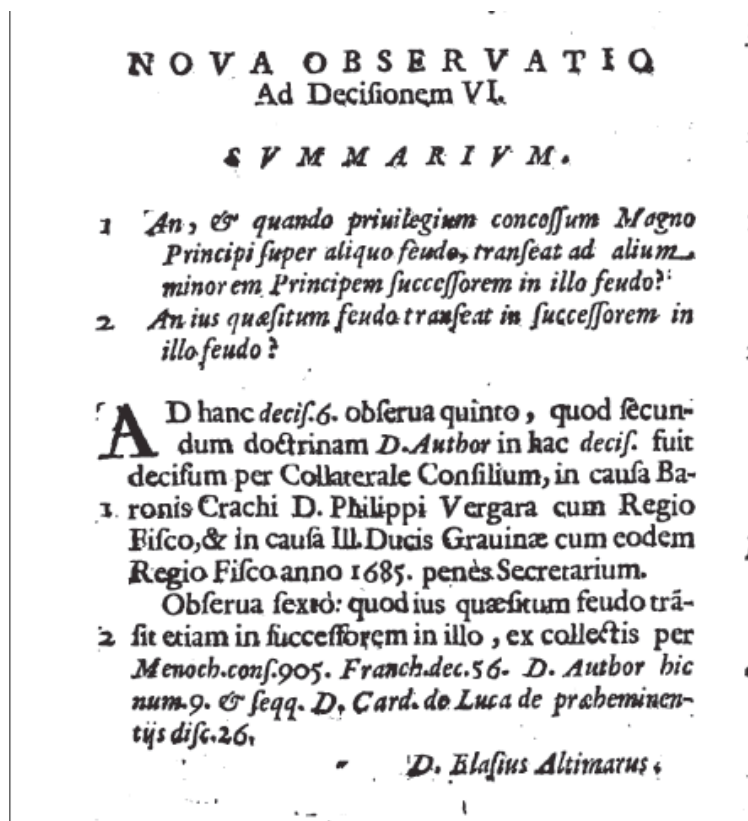 NOVA OBSERVATIO
Ad Decisionem VI.
SVMMARIVM.
1 An, & quando priuilegium concessum Magno
Principi super aliquo feudo, transeat ad alium
minorem Principem successorem in illo feudo?
2 An ius quæsitum feudo transeat in successorem in
illo feudo?
AD hanc decis.6. obserua quinto, quod secun-
dum doctrinam D.Author in hac decis. fuit
decisum per Collaterale Consilium, in causa Ba-
1 ronis Crachi D. Philippi Vergara cum Regio
Fisco,& in causa Ill.Ducis Grauinæ cum eodem
Regio Fisco anno 1685. penès Secretarium.
Obserua sextò: quod ius quæsitum feudo trã-
2 sit etiam in successorem in illo, ex collectis per
Menoch.cons.905. Franch.dec.56. D. Author hic
num.9. & seqq. D. Card. de Luca de præheminen-
tijs disc.26.
D. Blasius Altimarus.